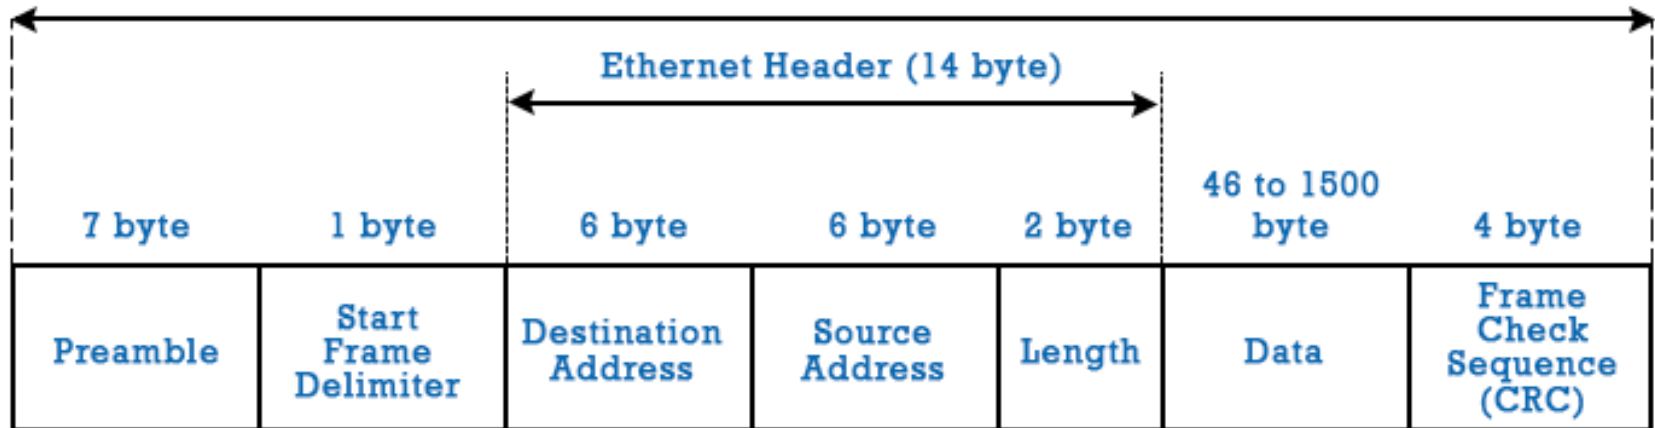 Ethernet Header (14 byte)
7 byte
1 byte
6 byte
6 byte
2 byte
46 to 1500
byte
4 byte
Preamble
Start
Frame
Delimiter
Destination
Address
Source
Address
Length
Data
Frame
Check
Sequence
(CRC)